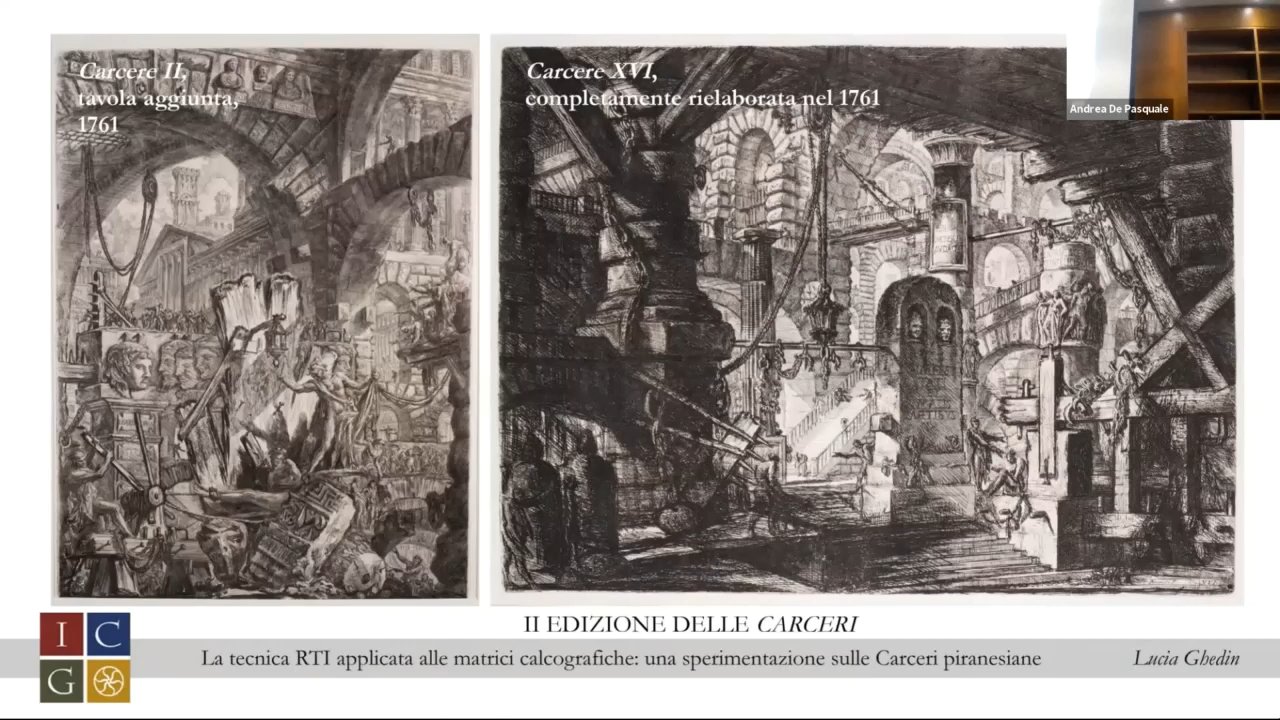 Carcere II,
tavola aggiunta,
1761
Carcere XVI,
completamente rielaborata nel 1761
Andrea De Pasquale
II EDIZIONE DELLE CARCERI
I C
G
La tecnica RTI applicata alle matrici calcografiche: una sperimentazione sulle Carceri piranesiane
Lucia Ghedin